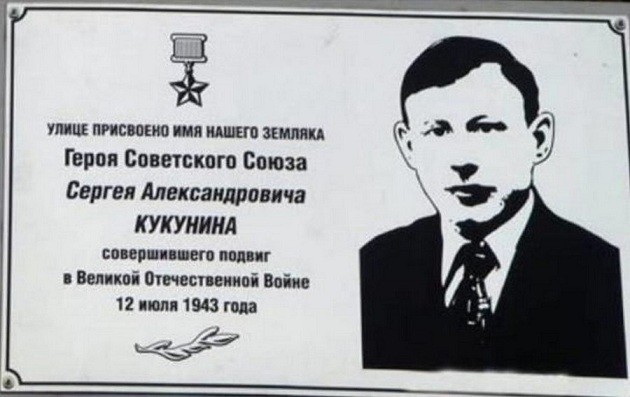 УЛИЦЕ ПРИСВОЕНО ИМЯ НАШЕГО ЗЕМЛЯКА
Героя Советского Союза
Сергея Александровича
КУКУНИНА
совершившего подвиг
в Великой Отечественной Войне
12 июля 1943 года